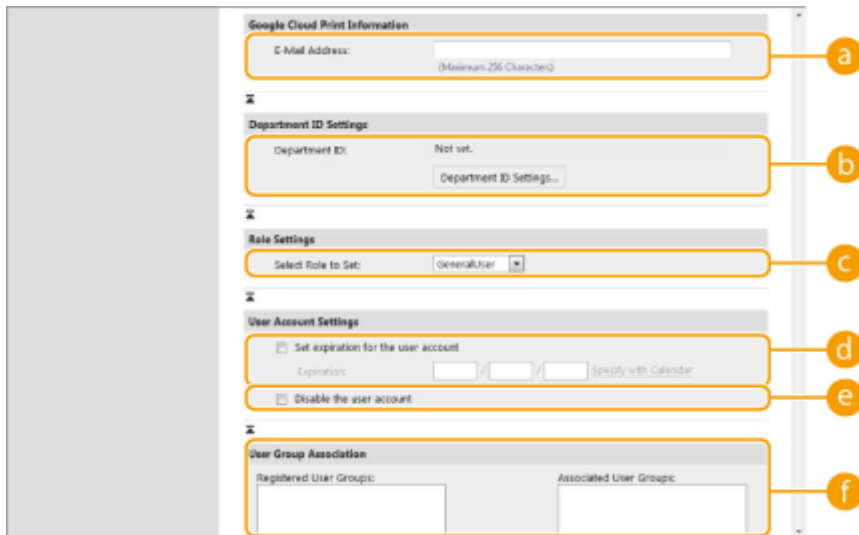 Google Cloud Print Information
E-Mail Address:
a
(Maximum 256 Characters)
Department ID Settings
Department ID: Not set.
b
Department ID Settings...
Role Settings
Select Role to Set: GeneralUser
c
User Account Settings
Set expiration for the user account
d
Expiration: / / Specify with Calendar
Disable the user account
e
User Group Association
Registered User Groups: Associated User Groups:
f